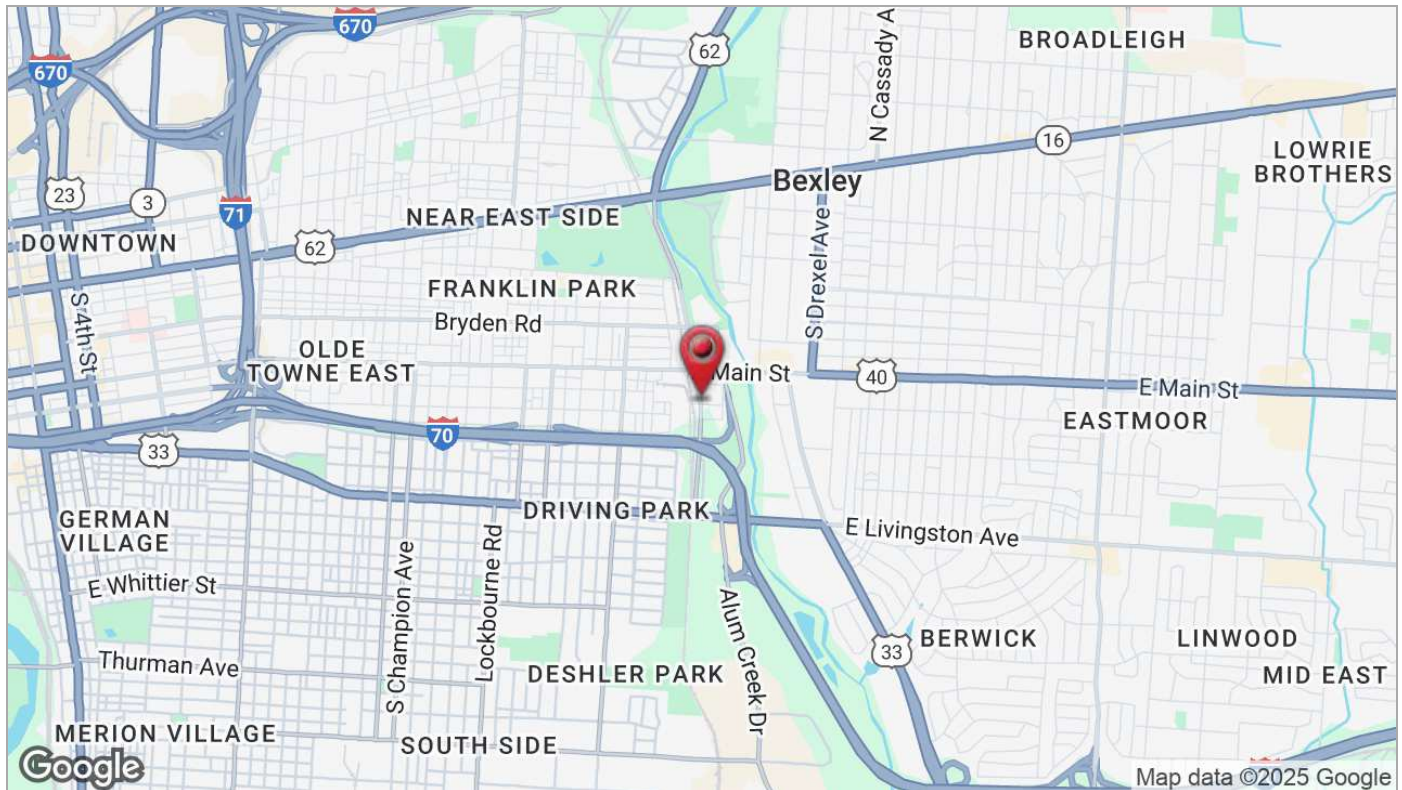 670
670
62
BROADLEIGH
N Cassady A
16
LOWRIE
BROTHERS
23
3
71
Bexley
NEAR EAST SIDE
DOWNTOWN
62
S Drexel Ave
FRANKLIN PARK
Bryden Rd
S 4th St
OLDE
TOWNE EAST
Main St
40
E Main St
EASTMOOR
70
33
DRIVING PARK
GERMAN
VILLAGE
E Livingston Ave
E Whittier St
S Champion Ave
Lockbourne Rd
Alum Creek Dr
33
BERWICK
LINWOOD
MID EAST
Thurman Ave
DESHLER PARK
MERION VILLAGE
SOUTH SIDE
Google
Map data ©2025 Google